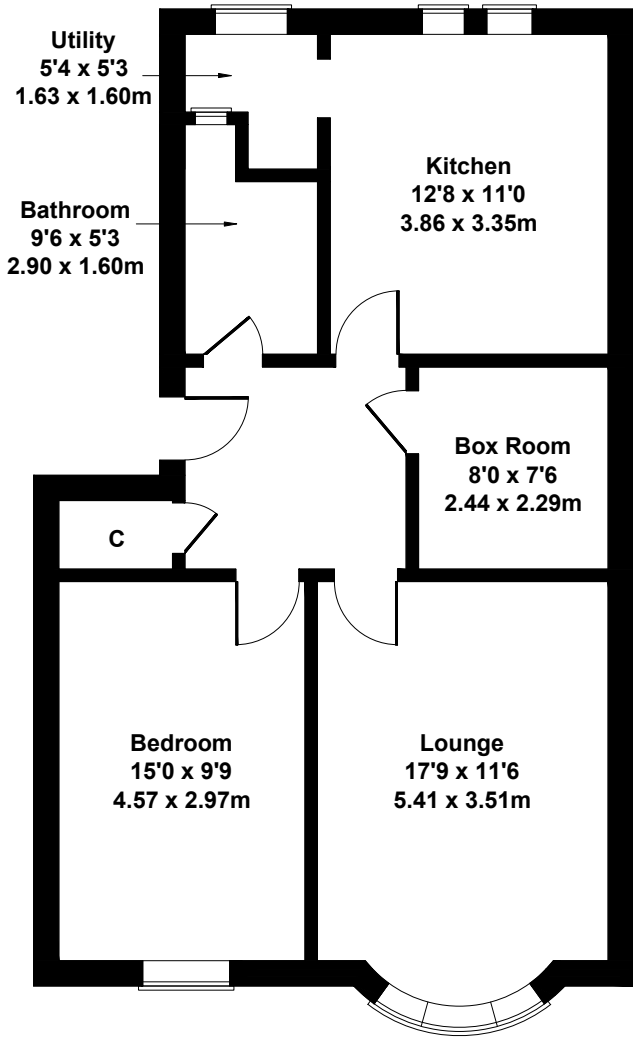 Utility
5'4 x 5'3
1.63 x 1.60m
Kitchen
12'8 x 11'0
3.86 x 3.35m
Bathroom
9'6 x 5'3
2.90 x 1.60m
Box Room
8'0 x 7'6
2.44 x 2.29m
C
Bedroom
15'0 x 9'9
4.57 x 2.97m
Lounge
17'9 x 11'6
5.41 x 3.51m